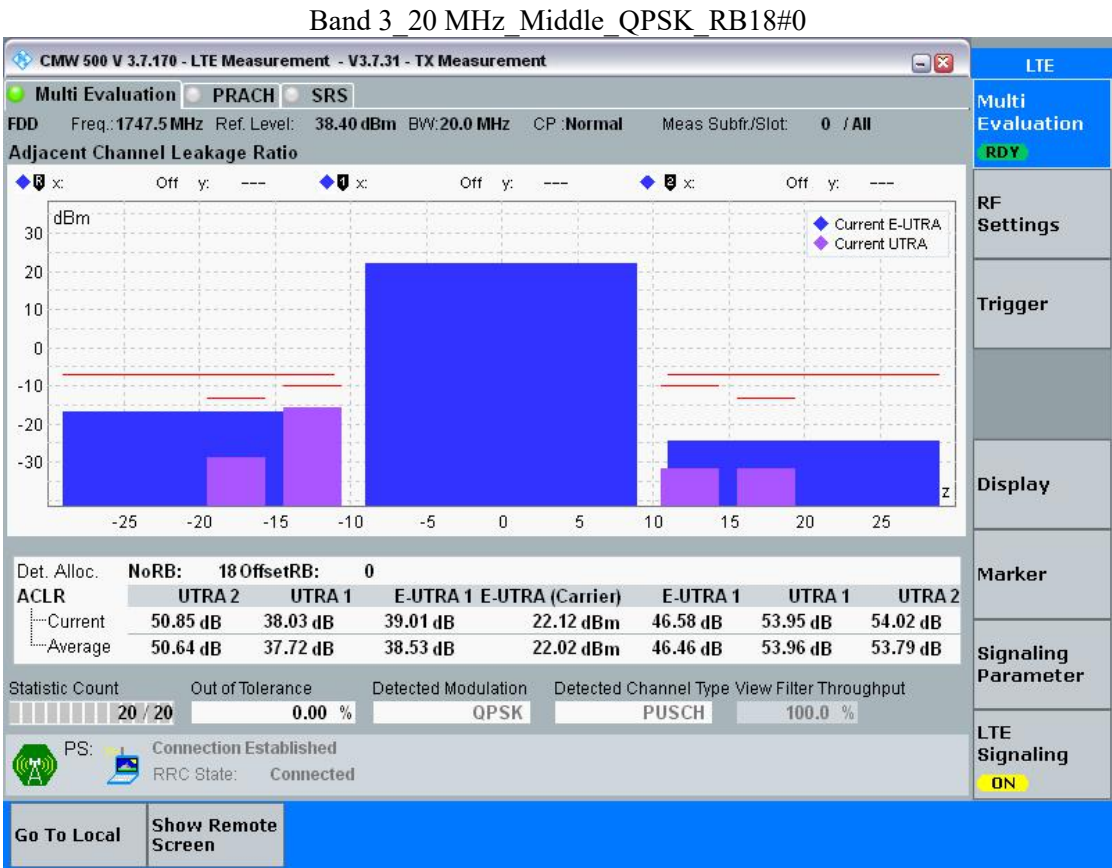 Band 3_20 MHz_Middle_QPSK_RB18#0
CMW 500 V 3.7.170 - LTE Measurement - V3.7.31 - TX Measurement
LTE
Multi Evaluation PRACH SRS
Multi
Evaluation
RDY
FDD Freq.: 1747.5 MHz Ref. Level: 38.40 dBm BW: 20.0 MHz CP : Normal Meas Subfr./Slot: 0 / All
Adjacent Channel Leakage Ratio
R x: Off y: --- 1 x: Off y: --- 2 x: Off y: ---
dBm
Current E-UTRA
Current UTRA
30
20
10
0
-10
-20
-30
z
-25 -20 -15 -10 -5 0 5 10 15 20 25
RF
Settings
Trigger
Display
Marker
Signaling
Parameter
LTE
Signaling
ON
Det. Alloc. NoRB: 18 OffsetRB: 0
ACLR UTRA 2 UTRA 1 E-UTRA 1 E-UTRA (Carrier) E-UTRA 1 UTRA 1 UTRA 2
Current 50.85 dB 38.03 dB 39.01 dB 22.12 dBm 46.58 dB 53.95 dB 54.02 dB
Average 50.64 dB 37.72 dB 38.53 dB 22.02 dBm 46.46 dB 53.96 dB 53.79 dB
Statistic Count Out of Tolerance Detected Modulation Detected Channel Type View Filter Throughput
20 / 20 0.00 % QPSK PUSCH 100.0 %
PS: Connection Established
RRC State: Connected
Go To Local
Show Remote
Screen